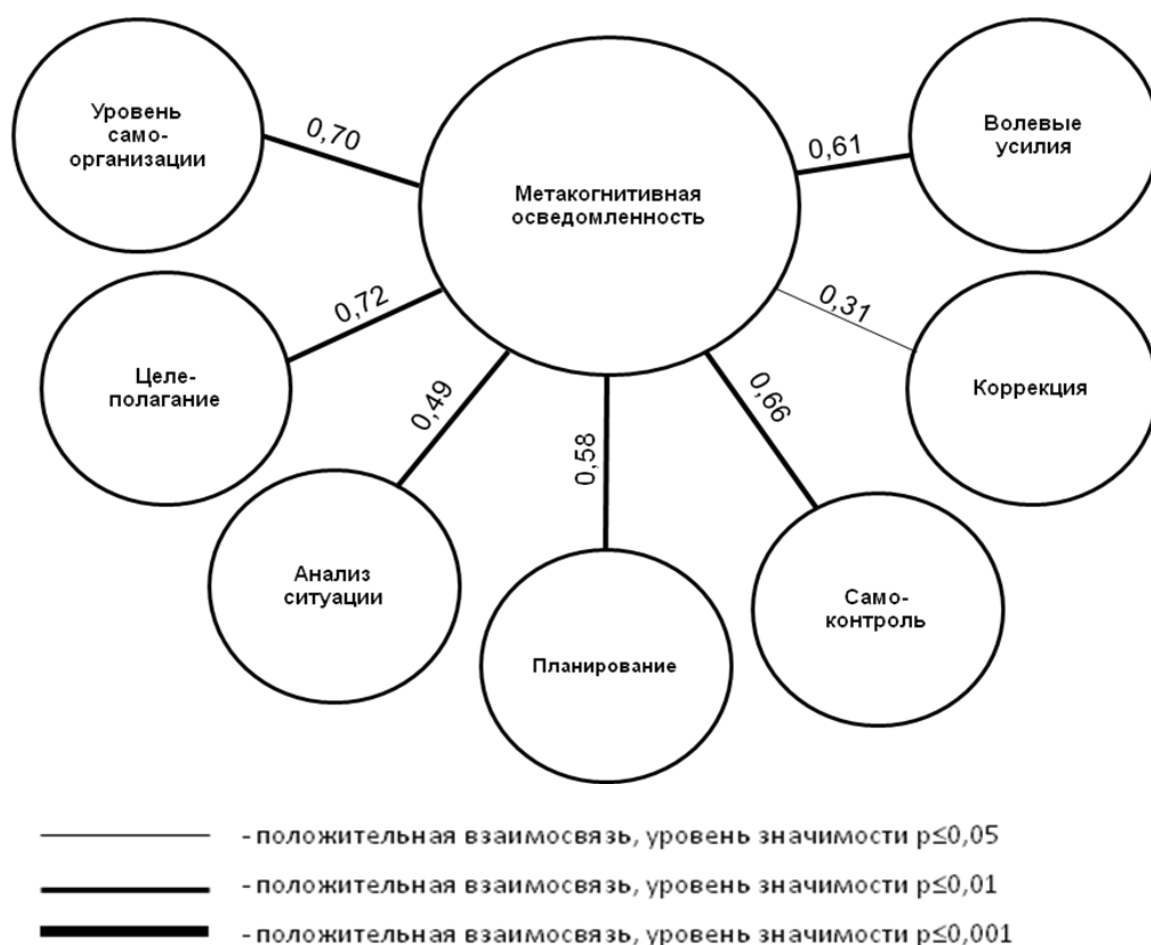 Уровень
само-
организации
0,70
Метакогнитивная
осведомленность
0,61
Волевые
усилия
Целе-
полагание
0,72
0,31
Коррекция
Анализ
ситуации
0,49
0,58
Планирование
0,66
Само-
контроль
- положительная взаимосвязь, уровень значимости p≤0,05
- положительная взаимосвязь, уровень значимости p≤0,01
- положительная взаимосвязь, уровень значимости p≤0,001